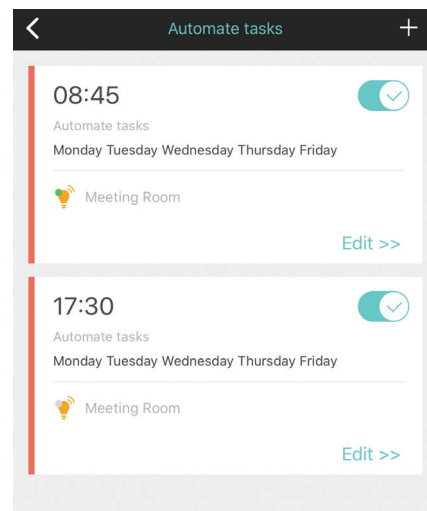 Automate tasks
08:45
Automate tasks
Monday Tuesday Wednesday Thursday Friday
Meeting Room
Edit >>
17:30
Automate tasks
Monday Tuesday Wednesday Thursday Friday
Meeting Room
Edit >>